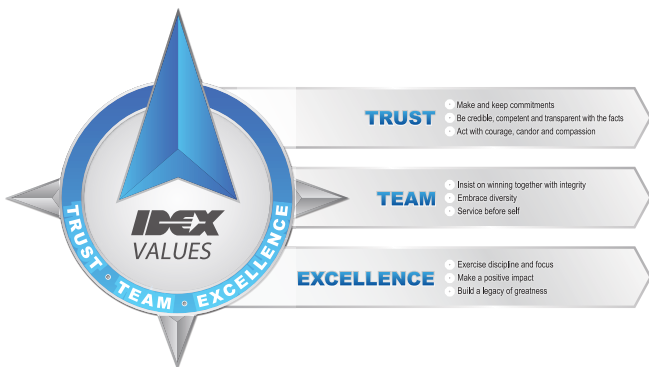 TRUST
Make and keep commitments
Be credible, competent and transparent with the facts
Act with courage, candor and compassion
TEAM
Insist on winning together with integrity
Embrace diversity
Service before self
EXCELLENCE
Exercise discipline and focus
Make a positive impact
Build a legacy of greatness
IDEX
VALUES
TRUST • TEAM • EXCELLENCE